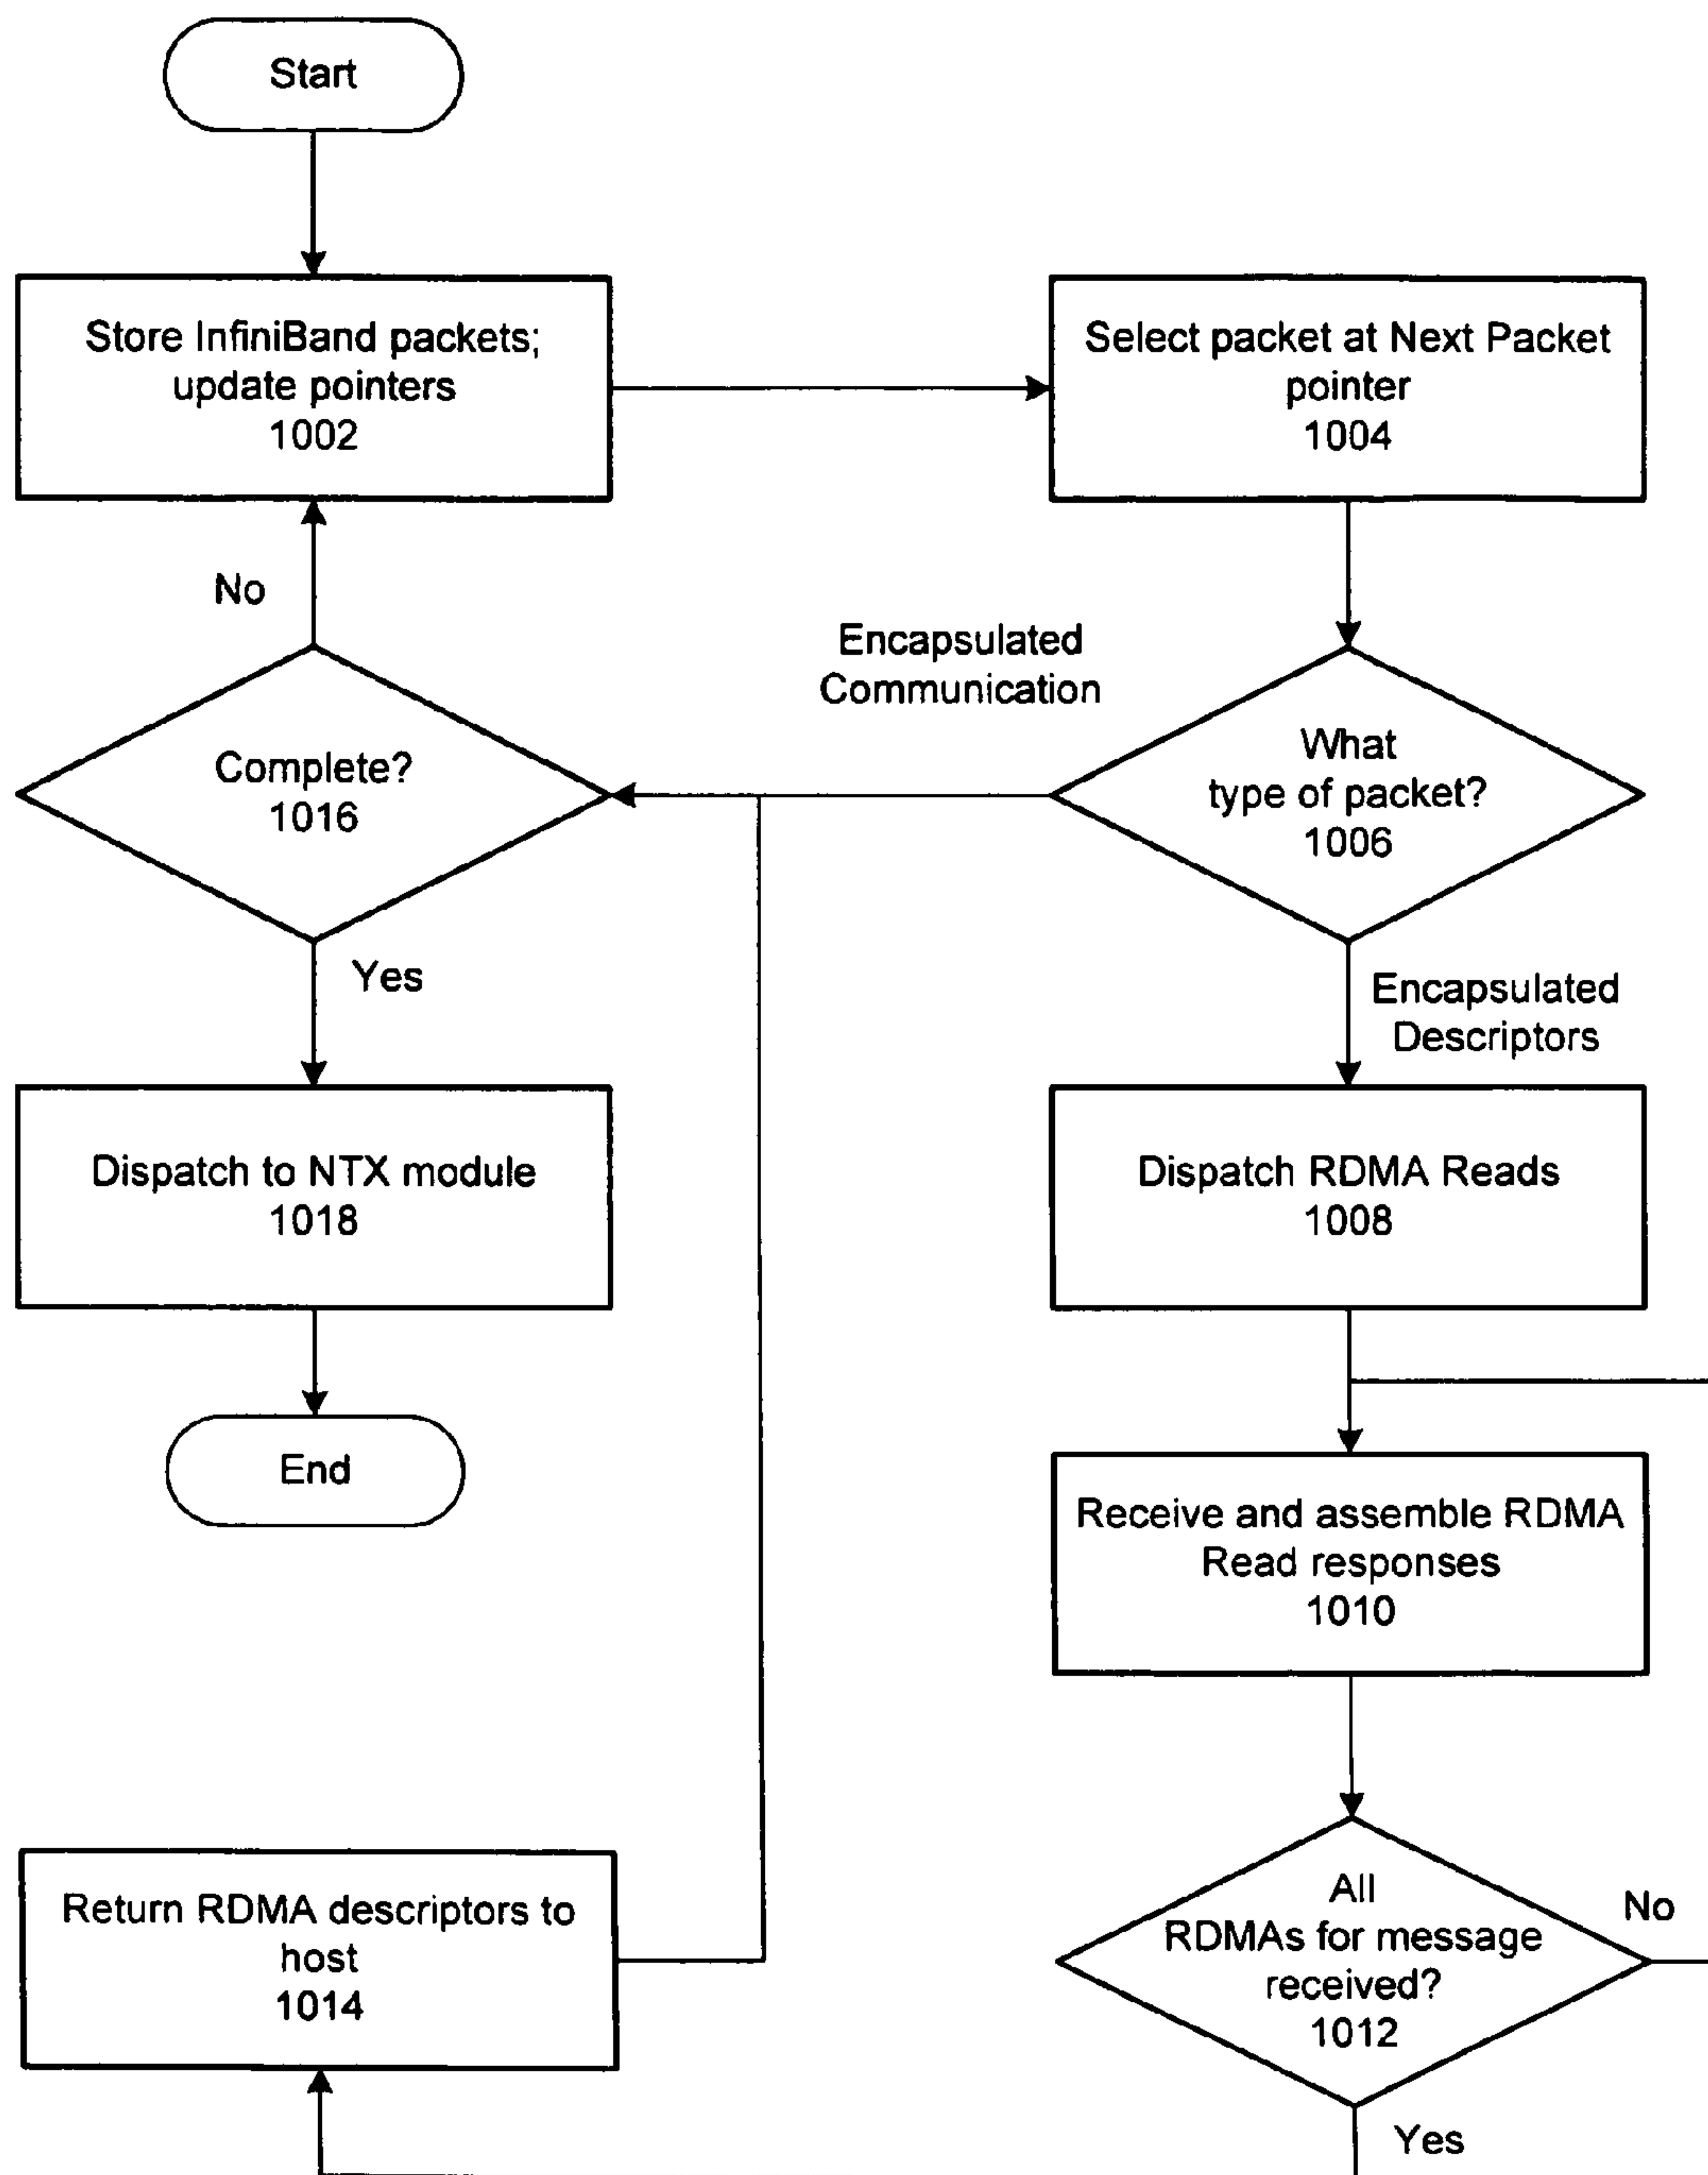 Start
Store InfiniBand packets;
update pointers
1002
Select packet at Next Packet
pointer
1004
No
Encapsulated
Communication
Complete?
1016
What
type of packet?
1006
Yes
Encapsulated
Descriptors
Dispatch to NTX module
1018
Dispatch RDMA Reads
1008
End
Receive and assemble RDMA
Read responses
1010
Return RDMA descriptors to
host
1014
All
RDMAs for message
received?
1012
No
Yes